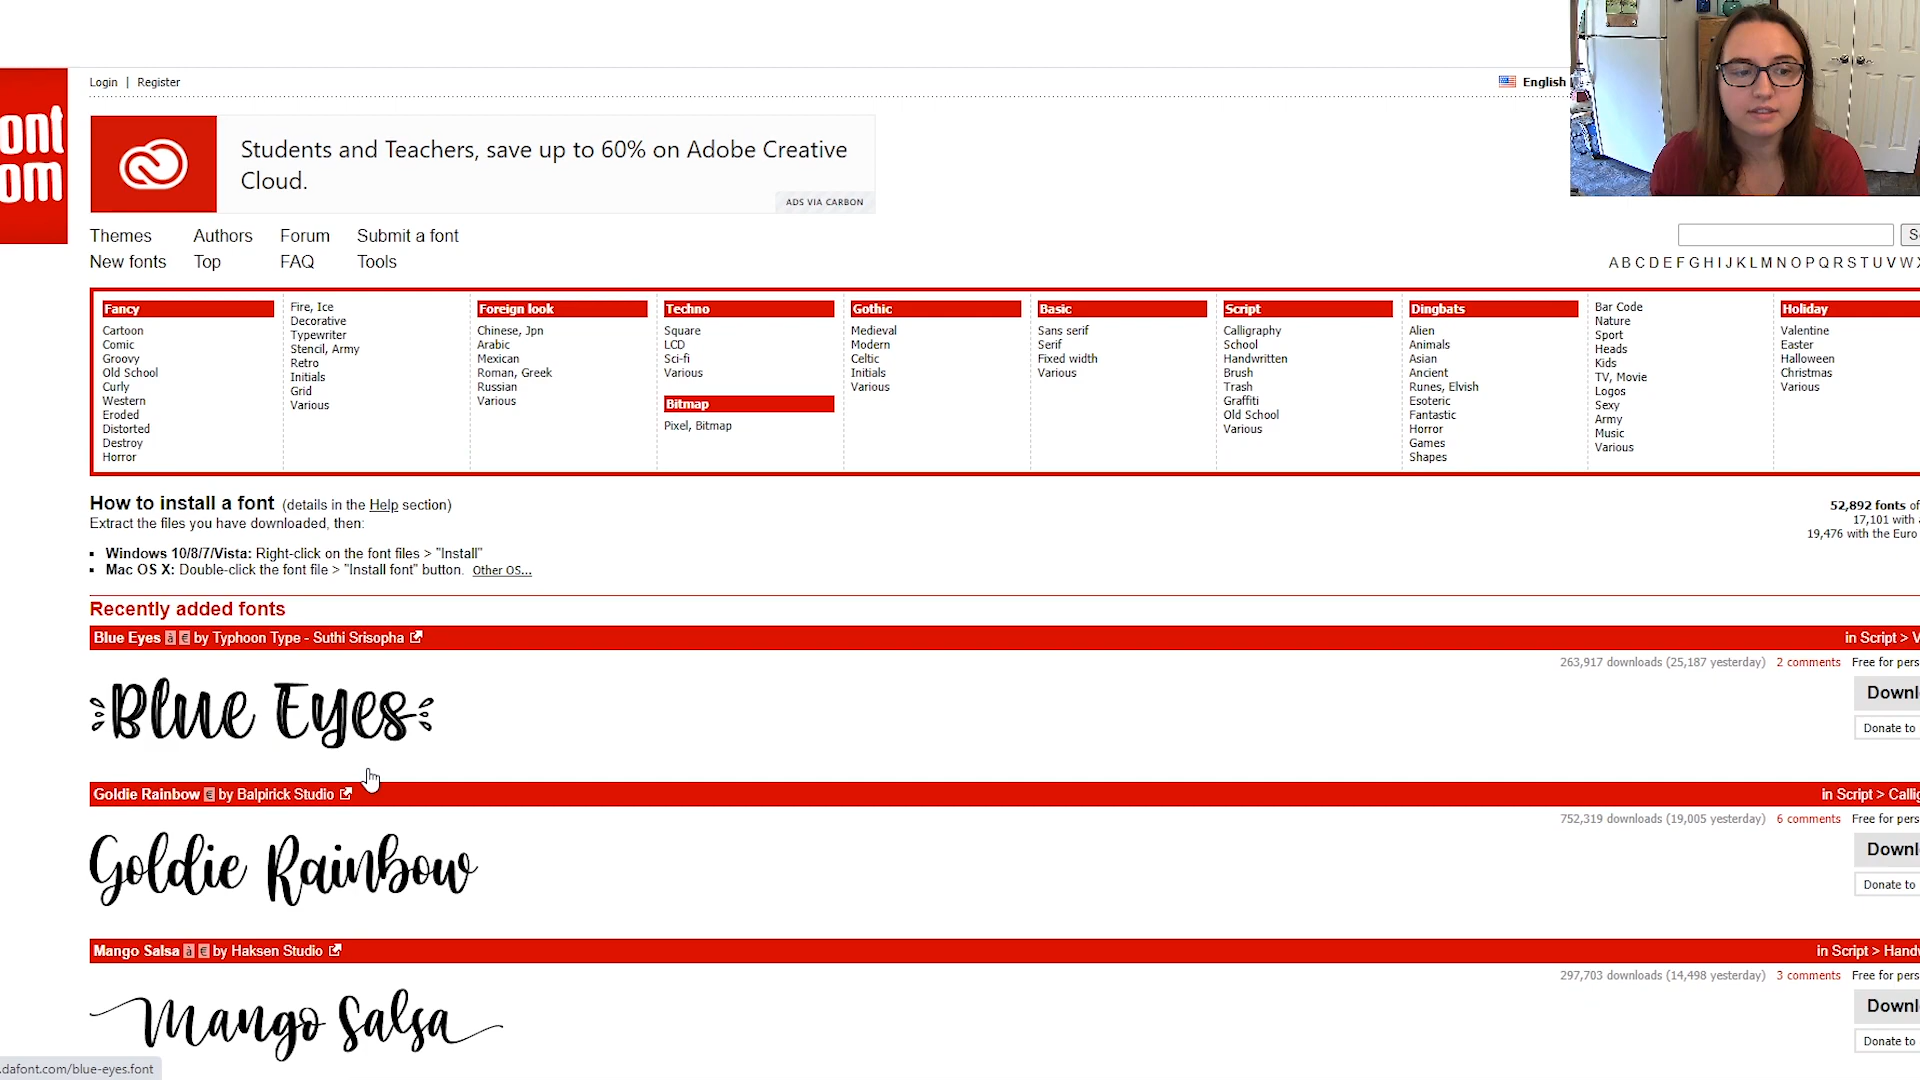 Login | Register
English
ont
om
Students and Teachers, save up to 60% on Adobe Creative
Cloud.
ADS VIA CARBON
Themes Authors Forum Submit a font
New fonts Top FAQ Tools
A B C D E F G H I J K L M N O P Q R S T U V W X
Fancy
Cartoon
Comic
Groovy
Old School
Curly
Western
Eroded
Distorted
Destroy
Horror
Fire, Ice
Decorative
Typewriter
Stencil, Army
Retro
Initials
Grid
Various
Foreign look
Chinese, Jpn
Arabic
Mexican
Roman, Greek
Russian
Various
Techno
Square
LCD
Sci-fi
Various
Bitmap
Pixel, Bitmap
Gothic
Medieval
Modern
Celtic
Initials
Various
Basic
Sans serif
Serif
Fixed width
Various
Script
Calligraphy
School
Handwritten
Brush
Trash
Graffiti
Old School
Various
Dingbats
Alien
Animals
Asian
Ancient
Runes, Elvish
Esoteric
Fantastic
Horror
Games
Shapes
Bar Code
Nature
Sport
Heads
Kids
TV, Movie
Logos
Sexy
Army
Music
Various
Holiday
Valentine
Easter
Halloween
Christmas
Various
How to install a font (details in the Help section)
Extract the files you have downloaded, then:
Windows 10/8/7/Vista: Right-click on the font files > "Install"
Mac OS X: Double-click the font file > "Install font" button. Other OS...
52,892 fonts of
17,101 with
19,476 with the Euro
Recently added fonts
Blue Eyes à € by Typhoon Type - Suthi Srisopha in Script > V
263,917 downloads (25,187 yesterday) 2 comments Free for pers
Blue Eyes
Downl
Donate to
Goldie Rainbow € by Balpirick Studio in Script > Callig
752,319 downloads (19,005 yesterday) 6 comments Free for pers
Goldie Rainbow
Downl
Donate to
Mango Salsa à € by Haksen Studio in Script > Handw
297,703 downloads (14,498 yesterday) 3 comments Free for pers
Mango Salsa
Downl
Donate to
.dafont.com/blue-eyes.font